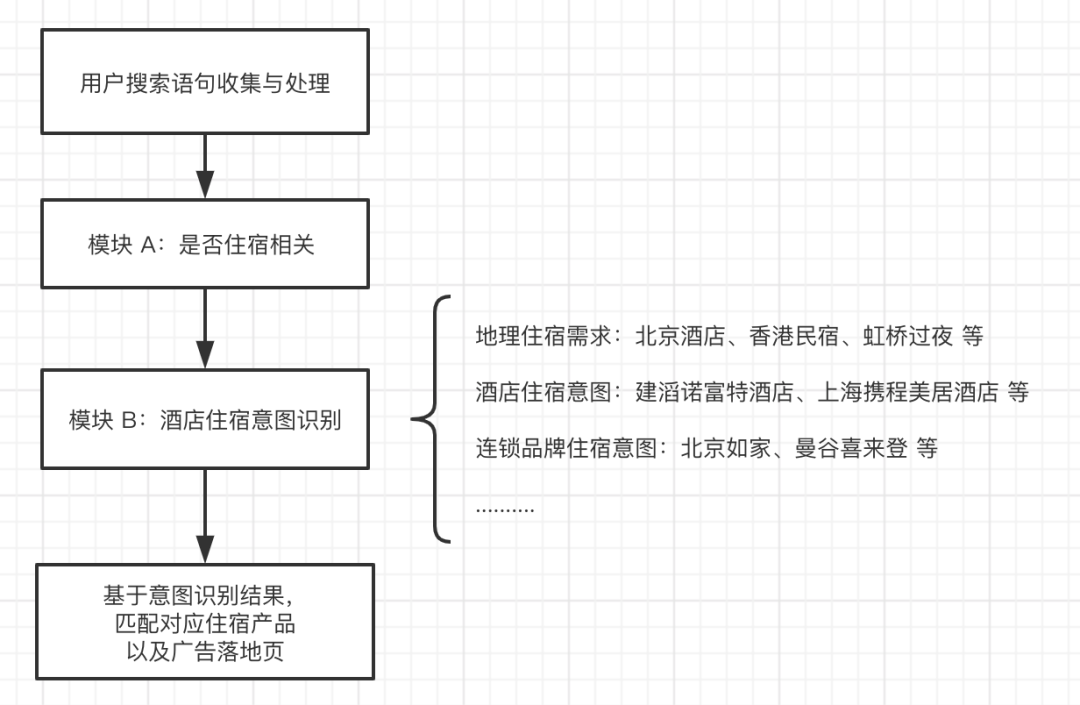 用户搜索语句收集与处理
模块 A：是否住宿相关
模块 B：酒店住宿意图识别
地理住宿需求：北京酒店、香港民宿、虹桥过夜 等
酒店住宿意图：建滔诺富特酒店、上海携程美居酒店 等
连锁品牌住宿意图：北京如家、曼谷喜来登 等
..........
基于意图识别结果，
匹配对应住宿产品
以及广告落地页